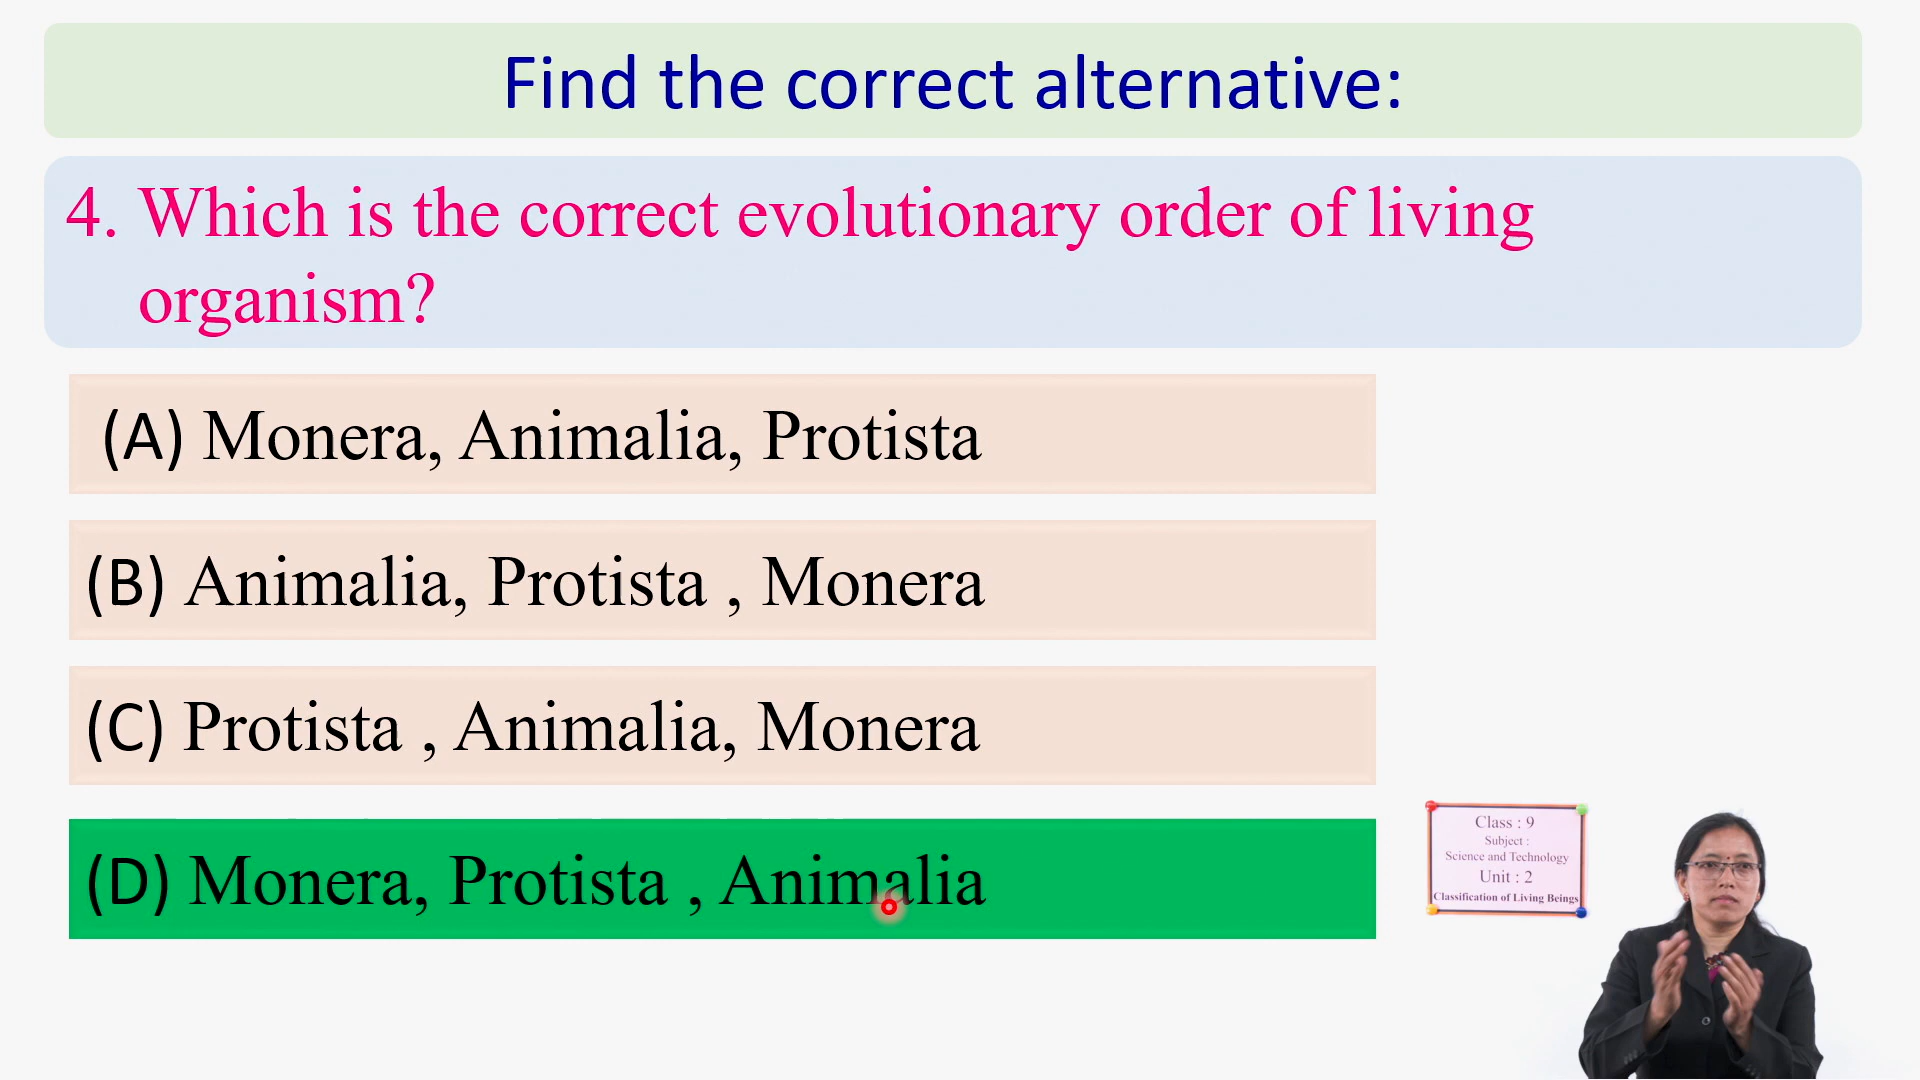 Find the correct alternative:
4. Which is the correct evolutionary order of living
organism?
(A) Monera, Animalia, Protista
(B) Animalia, Protista , Monera
(C) Protista , Animalia, Monera
(D) Monera, Protista , Animalia
Class : 9
Subject :
Science and Technology
Unit : 2
Classification of Living Beings